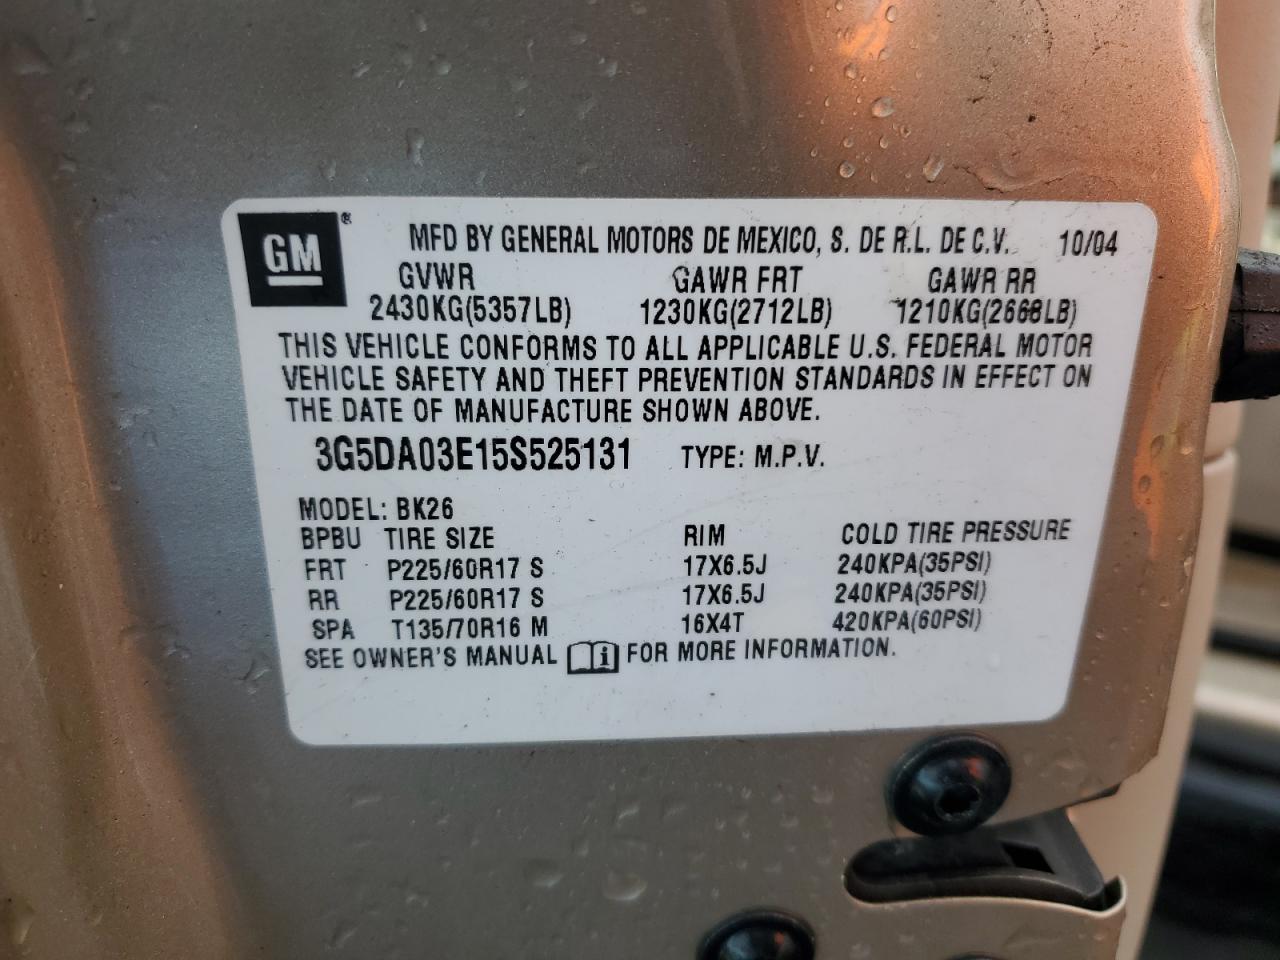 GM ®
MFD BY GENERAL MOTORS DE MEXICO, S. DE R.L. DE C.V. 10/04
GVWR GAWR FRT GAWR RR
2430KG(5357LB) 1230KG(2712LB) 1210KG(2668LB)
THIS VEHICLE CONFORMS TO ALL APPLICABLE U.S. FEDERAL MOTOR
VEHICLE SAFETY AND THEFT PREVENTION STANDARDS IN EFFECT ON
THE DATE OF MANUFACTURE SHOWN ABOVE.
3G5DA03E15S525131 TYPE: M.P.V.
MODEL: BK26
BPBU TIRE SIZE RIM COLD TIRE PRESSURE
FRT P225/60R17 S 17X6.5J 240KPA(35PSI)
RR P225/60R17 S 17X6.5J 240KPA(35PSI)
SPA T135/70R16 M 16X4T 420KPA(60PSI)
SEE OWNER'S MANUAL i FOR MORE INFORMATION.